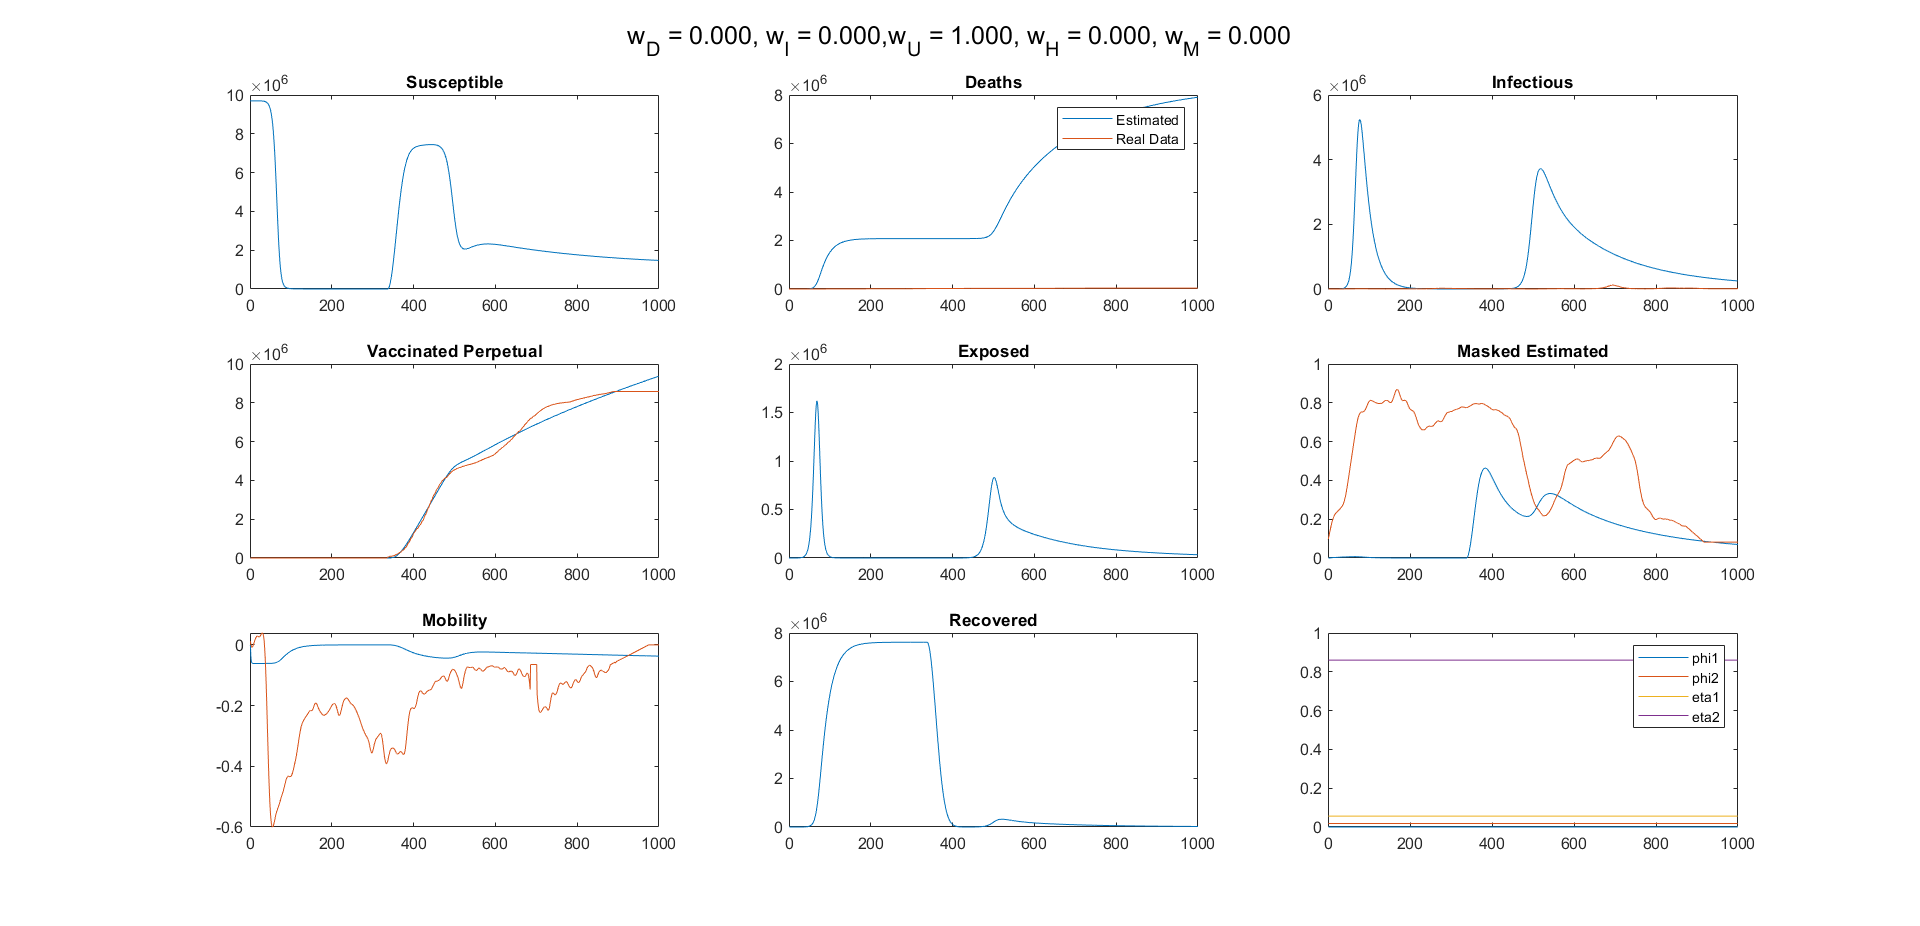 w_D = 0.000, w_I = 0.000,w_U = 1.000, w_H = 0.000, w_M = 0.000
Susceptible
×10^6
10
8
6
4
2
0
0 200 400 600 800 1000
Deaths
×10^6
8
6
4
2
0
Estimated
Real Data
0 200 400 600 800 1000
Infectious
×10^6
6
4
2
0
0 200 400 600 800 1000
Vaccinated Perpetual
×10^6
10
8
6
4
2
0
0 200 400 600 800 1000
Exposed
×10^6
2
1.5
1
0.5
0
0 200 400 600 800 1000
Masked Estimated
1
0.8
0.6
0.4
0.2
0
0 200 400 600 800 1000
Mobility
0
-0.2
-0.4
-0.6
0 200 400 600 800 1000
Recovered
×10^6
8
6
4
2
0
0 200 400 600 800 1000
1
0.8
0.6
0.4
0.2
0
phi1
phi2
eta1
eta2
0 200 400 600 800 1000